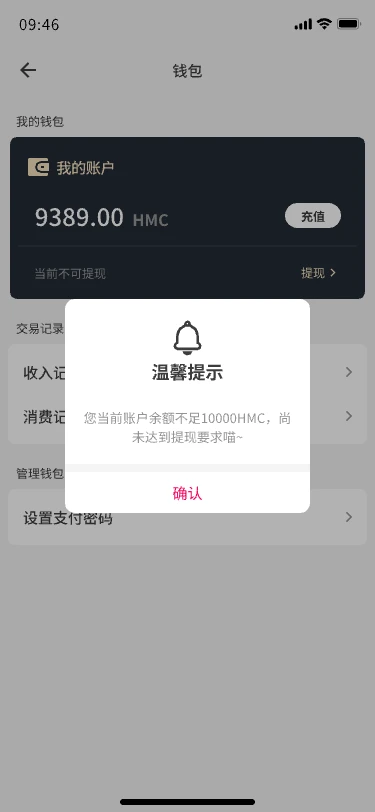 09:46
钱包
我的钱包
我的账户
9389.00 HMC
充值
当前不可提现
提现
交易记录
收入记
温馨提示
消费记
您当前账户余额不足10000HMC，尚
未达到提现要求喵~
管理钱包
确认
设置支付密码